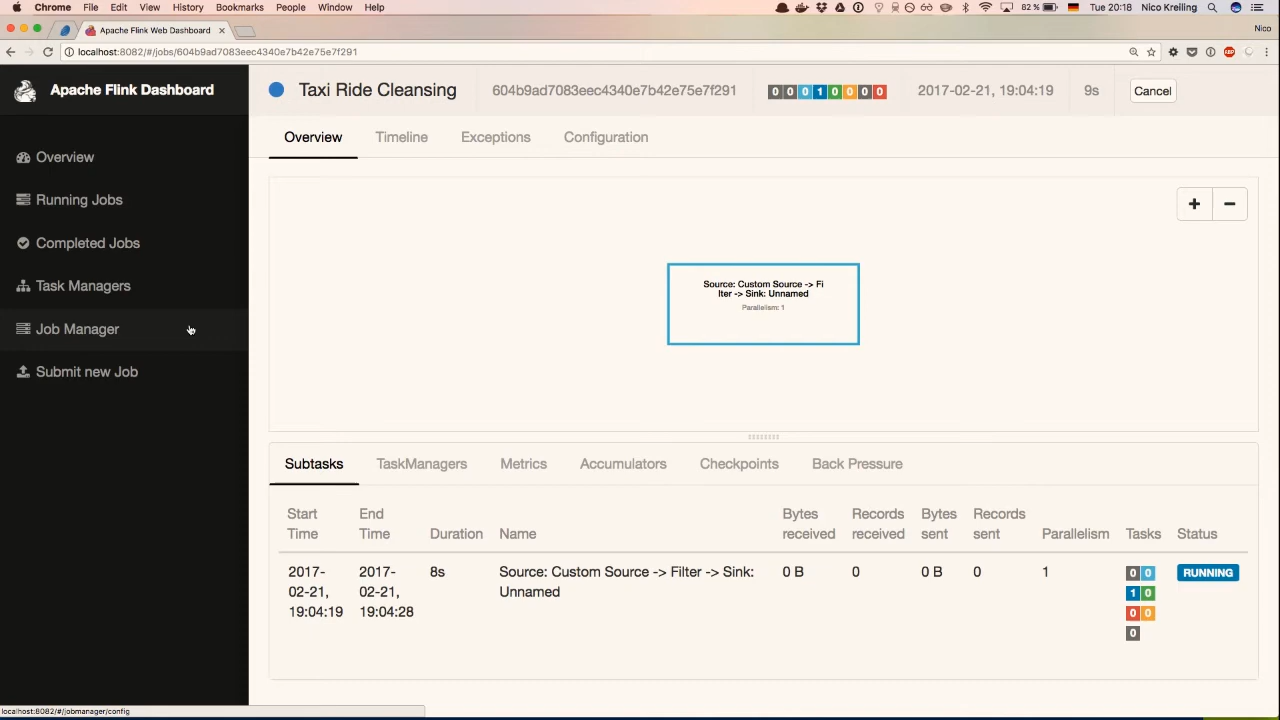 Chrome File Edit View History Bookmarks People Window Help 82 % Tue 20:18 Nico Kreiling
Apache Flink Web Dashboard Nico
localhost:8082/#/jobs/604b9ad7083eec4340e7b42e75e7f291
Apache Flink Dashboard
Overview
Running Jobs
Completed Jobs
Task Managers
Job Manager
Submit new Job
Taxi Ride Cleansing 604b9ad7083eec4340e7b42e75e7f291 0 0 0 1 0 0 0 0 2017-02-21, 19:04:19 9s Cancel
Overview Timeline Exceptions Configuration
+ −
Source: Custom Source -> Fi
lter -> Sink: Unnamed
Parallelism: 1
Subtasks TaskManagers Metrics Accumulators Checkpoints Back Pressure
Start End Bytes Records Bytes Records
Time Time Duration Name received received sent sent Parallelism Tasks Status
2017- 2017- 8s Source: Custom Source -> Filter -> Sink: 0 B 0 0 B 0 1 0 0 RUNNING
02-21, 02-21, Unnamed 1 0
19:04:19 19:04:28 0 0
0
localhost:8082/#/jobmanager/config